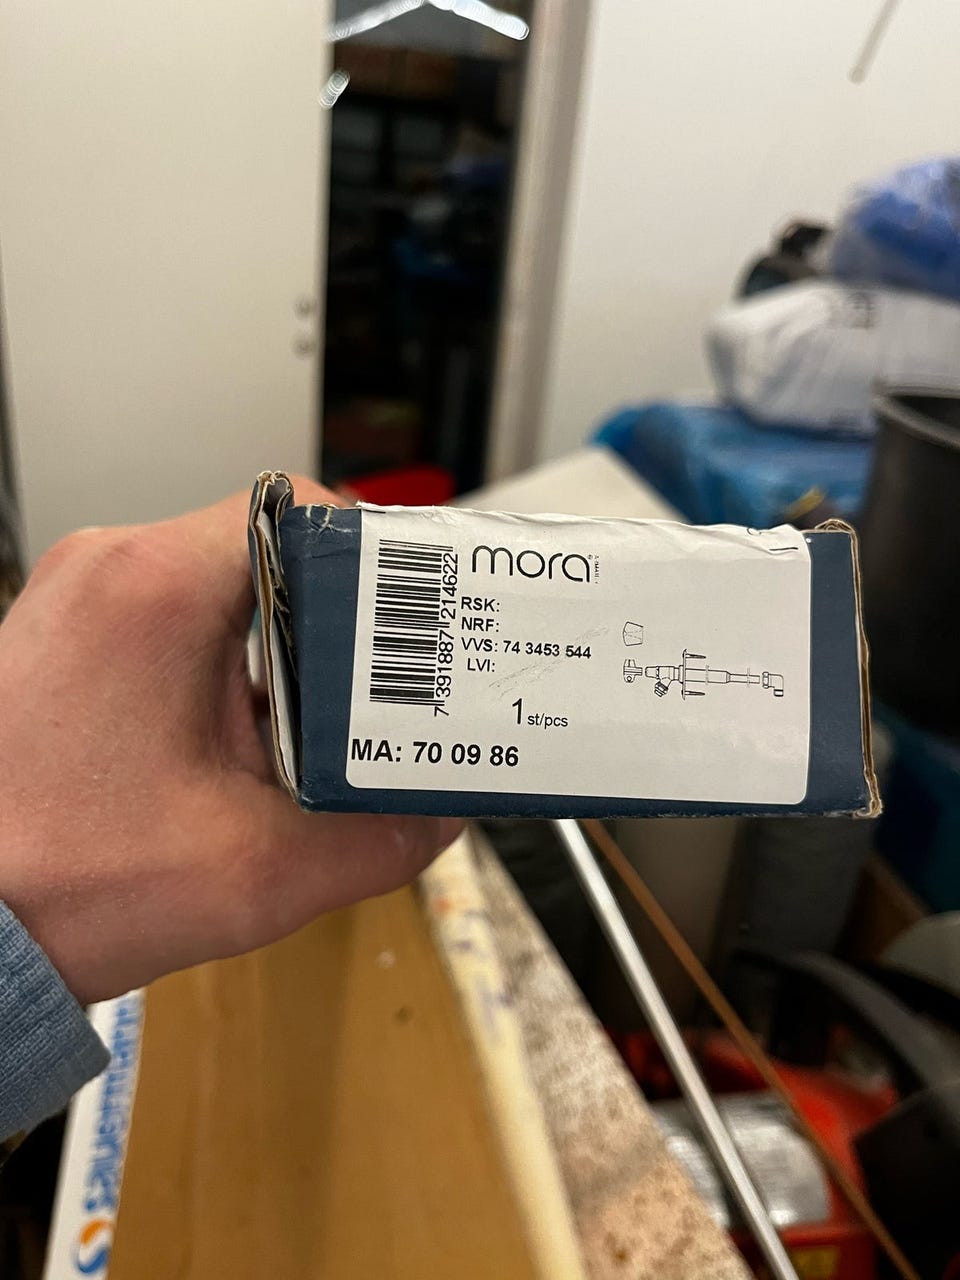 mora
RSK:
NRF:
VVS: 74 3453 544
LVI:
1 st/pcs
MA: 70 09 86
7 391887 214622